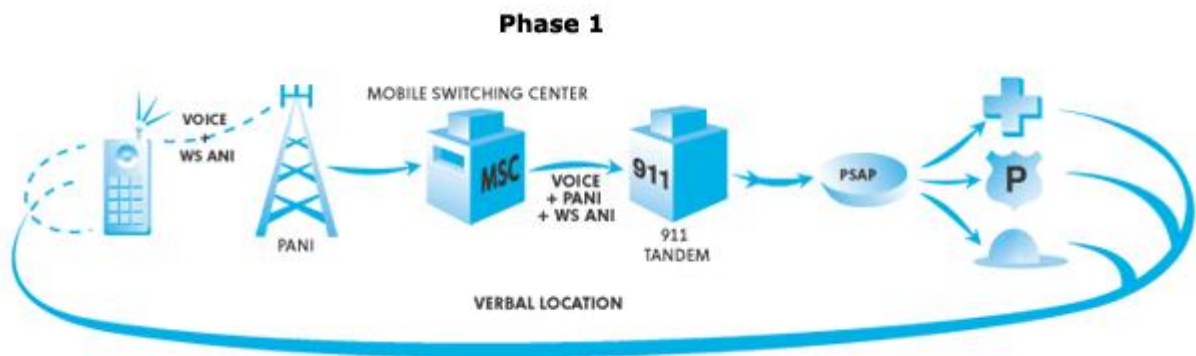 Phase 1
MOBILE SWITCHING CENTER
VOICE
+
WS ANI
PANI
MSC
VOICE
+ PANI
+ WS ANI
911
911
TANDEM
PSAP
P
VERBAL LOCATION